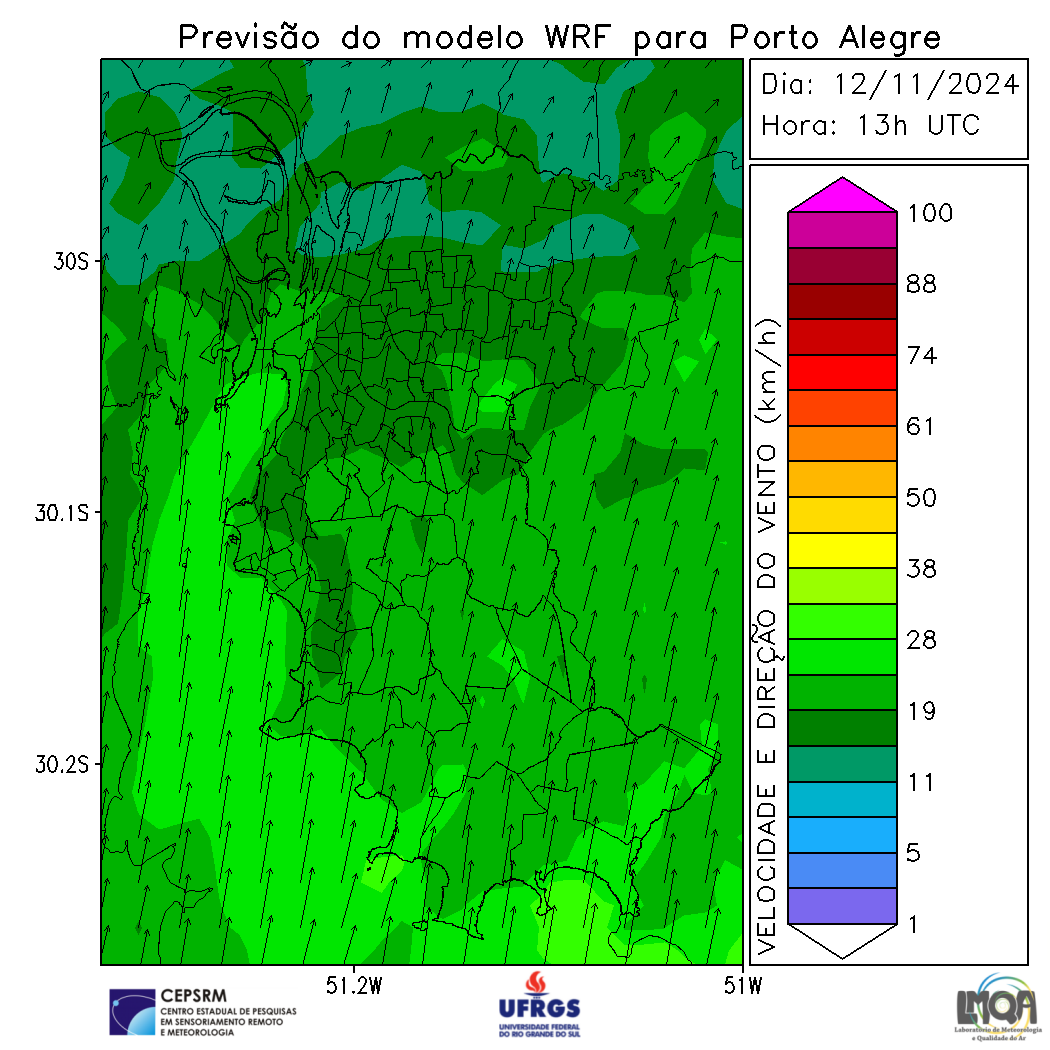 Previsão do modelo WRF para Porto Alegre
Dia: 12/11/2024
Hora: 13h UTC
100
88
74
61
50
38
28
19
11
5
1
VELOCIDADE E DIREÇÃO DO VENTO (km/h)
30S
30.1S
30.2S
51.2W
51W
CEPSRM
CENTRO ESTADUAL DE PESQUISAS
EM SENSORIAMENTO REMOTO
E METEOROLOGIA
UFRGS
UNIVERSIDADE FEDERAL
DO RIO GRANDE DO SUL
LMQA
Laboratório de Meteorologia
e Qualidade do Ar